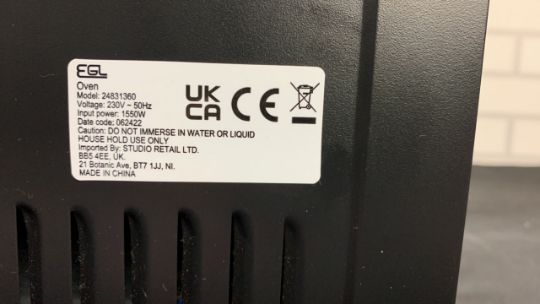 EGL
Oven
Model: 24831360
Voltage: 230V ~ 50Hz
Input power: 1550W
Date code: 062422
Caution: DO NOT IMMERSE IN WATER OR LIQUID
HOUSE HOLD USE ONLY
Imported By: STUDIO RETAIL LTD.
BB5 4EE, UK.
21 Botanic Ave, BT7 1JJ, NI.
MADE IN CHINA
UK
CA
CE